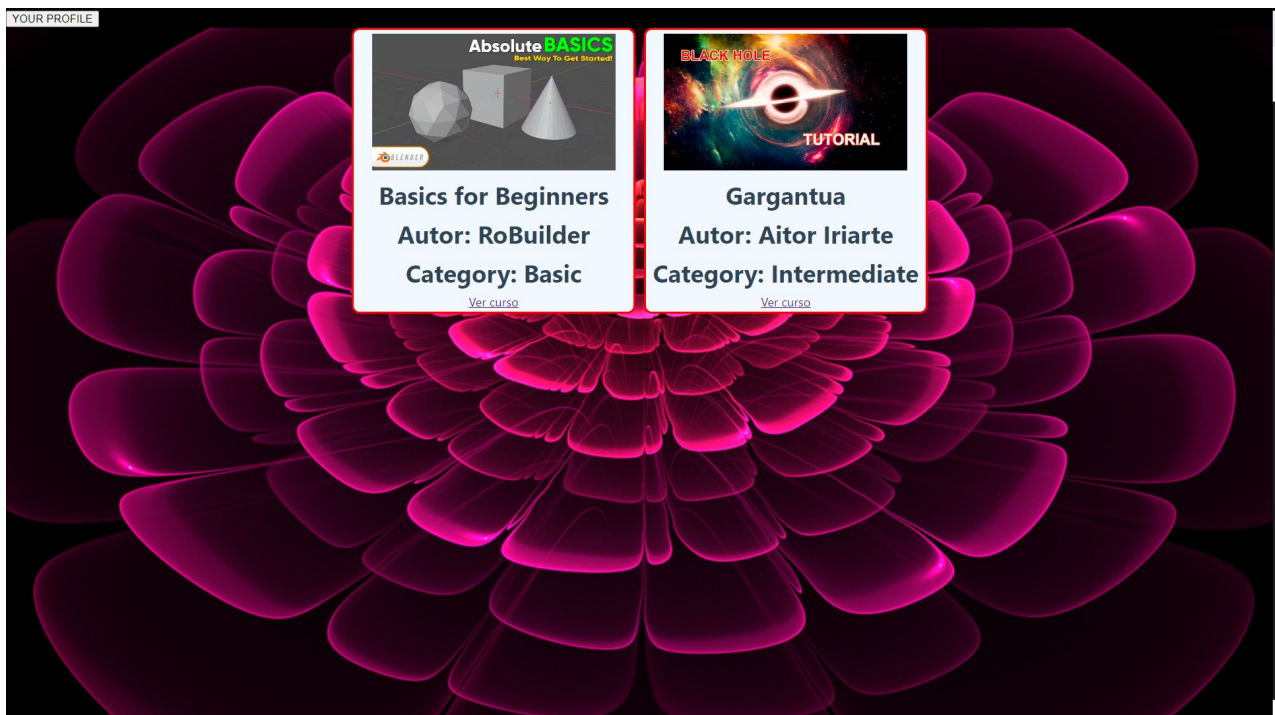 YOUR PROFILE
Absolute BASICS
Best Way To Get Started!
BLENDER
Basics for Beginners
Autor: RoBuilder
Category: Basic
Ver curso
BLACK HOLE
TUTORIAL
Gargantua
Autor: Aitor Iriarte
Category: Intermediate
Ver curso